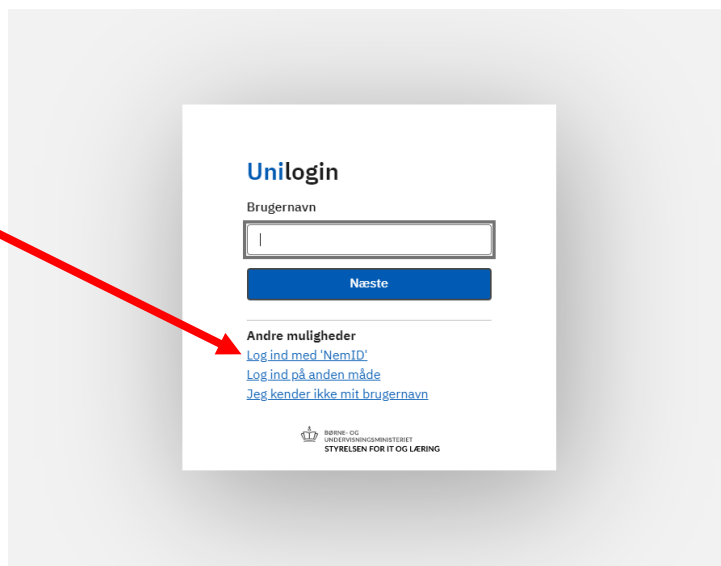 Unilogin
Brugernavn
Næste
Andre muligheder
Log ind med 'NemID'
Log ind på anden måde
Jeg kender ikke mit brugernavn
BØRNE- OG
UNDERVISNINGSMINISTERIET
STYRELSEN FOR IT OG LÆRING